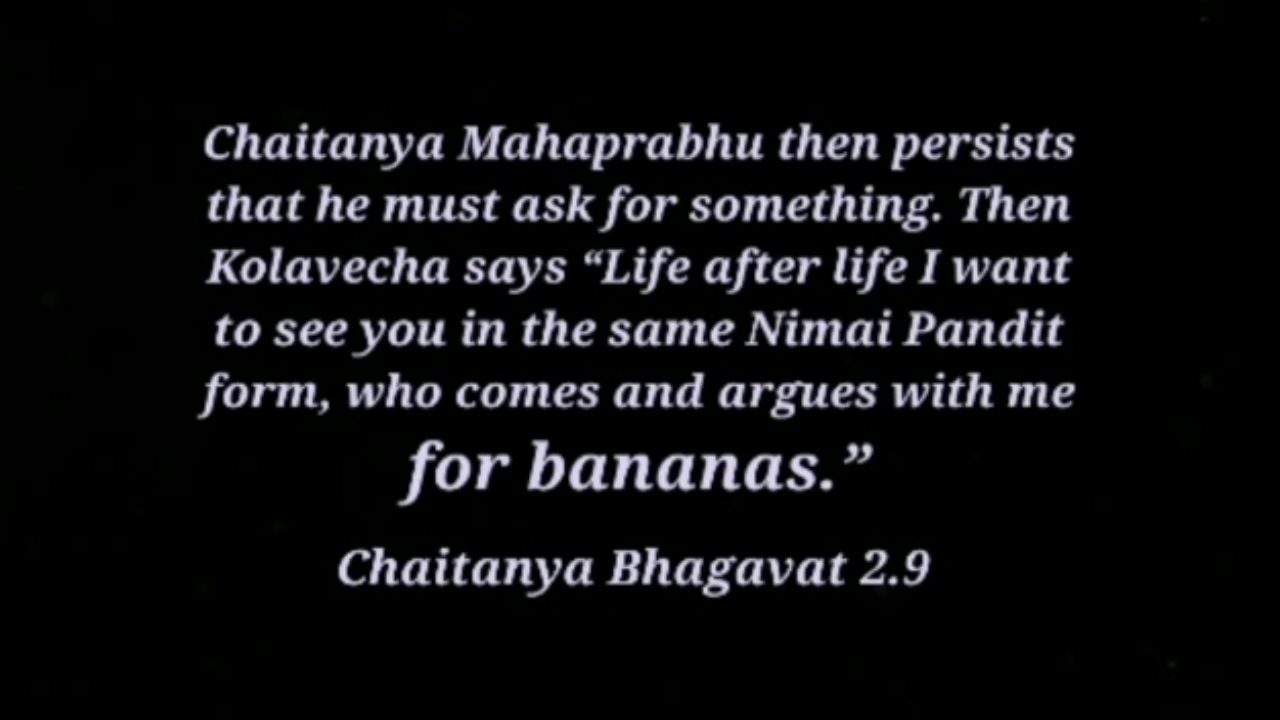 Chaitanya Mahaprabhu then persists
that he must ask for something. Then
Kolavecha says “Life after life I want
to see you in the same Nimai Pandit
form, who comes and argues with me
for bananas.”
Chaitanya Bhagavat 2.9